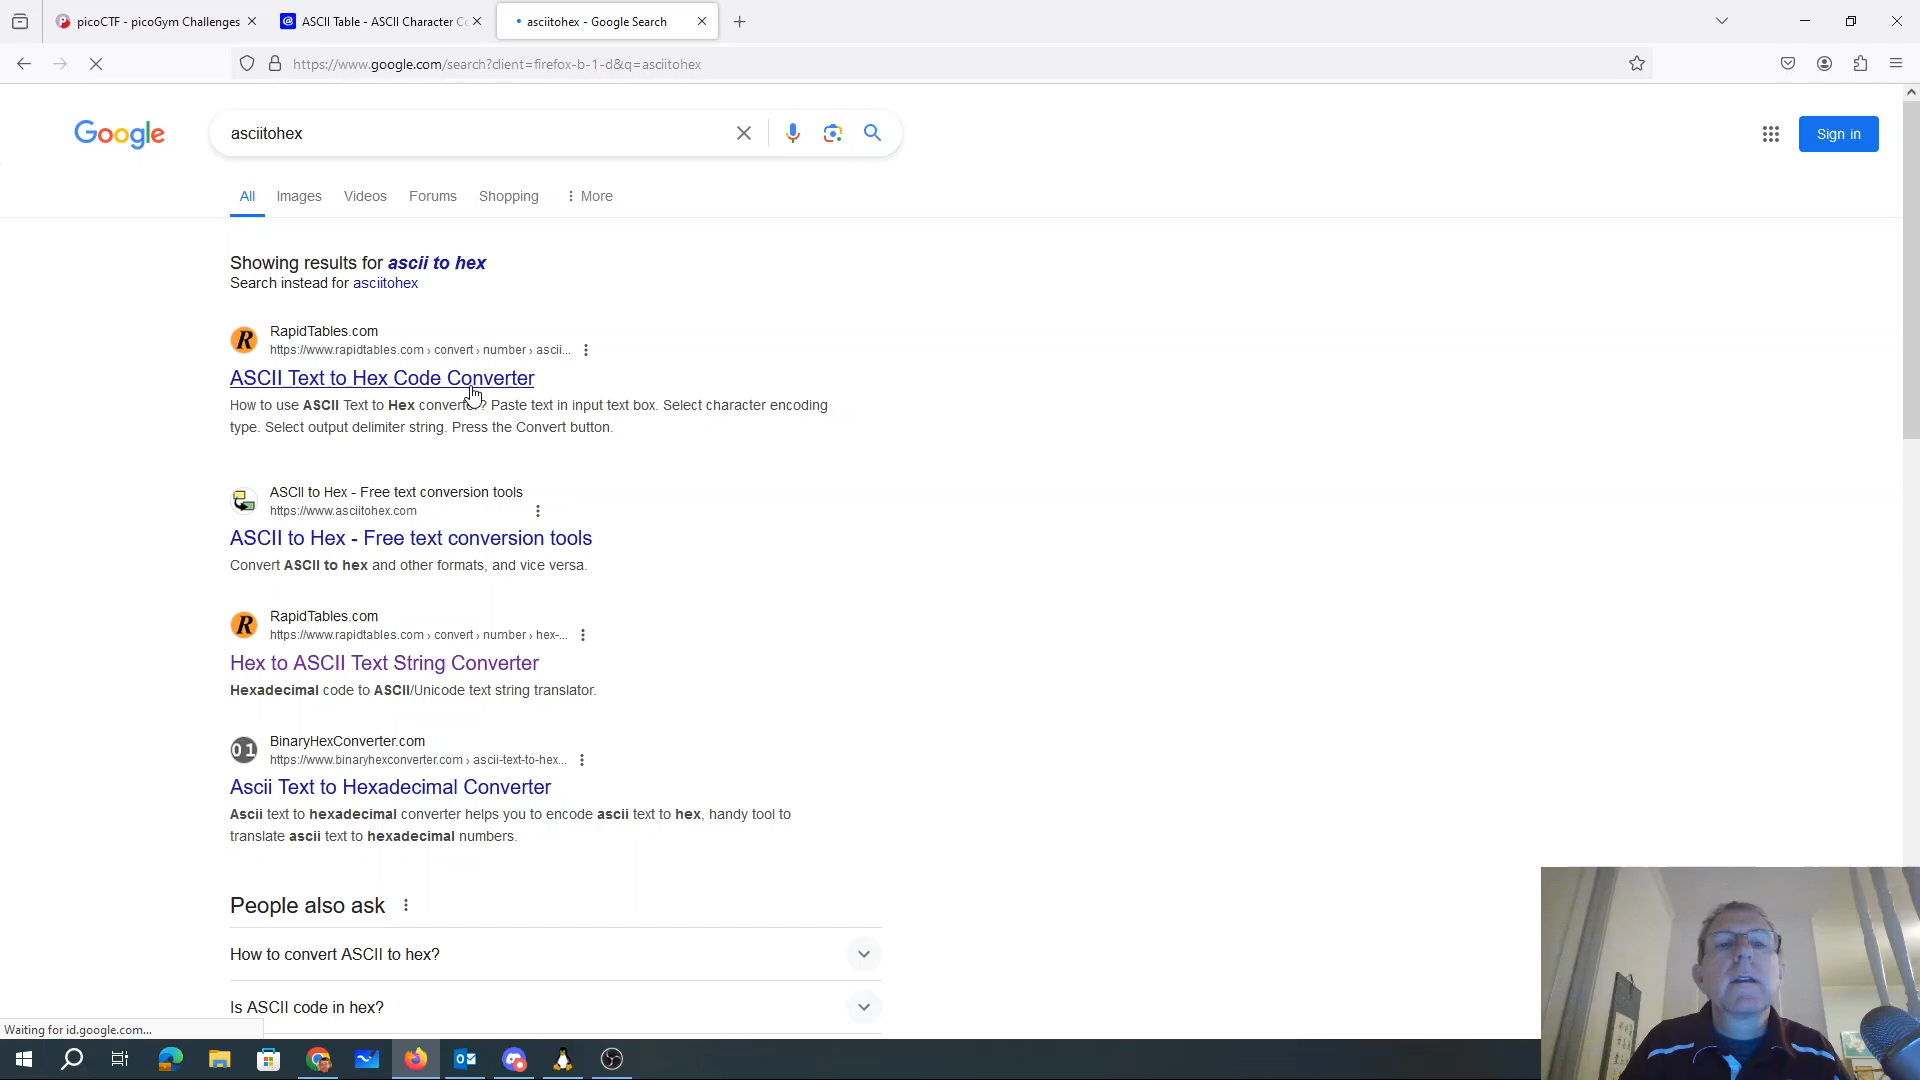 picoCTF - picoGym Challenges
ASCII Table - ASCII Character C
asciitohex - Google Search
https://www.google.com/search?client=firefox-b-1-d&q=asciitohex
Google
asciitohex
Sign in
All
Images
Videos
Forums
Shopping
More
Showing results for ascii to hex
Search instead for asciitohex
RapidTables.com
https://www.rapidtables.com › convert › number › ascii...
ASCII Text to Hex Code Converter
How to use ASCII Text to Hex converter? Paste text in input text box. Select character encoding
type. Select output delimiter string. Press the Convert button.
ASCII to Hex - Free text conversion tools
https://www.asciitohex.com
ASCII to Hex - Free text conversion tools
Convert ASCII to hex and other formats, and vice versa.
RapidTables.com
https://www.rapidtables.com › convert › number › hex-...
Hex to ASCII Text String Converter
Hexadecimal code to ASCII/Unicode text string translator.
01
BinaryHexConverter.com
https://www.binaryhexconverter.com › ascii-text-to-hex...
Ascii Text to Hexadecimal Converter
Ascii text to hexadecimal converter helps you to encode ascii text to hex, handy tool to
translate ascii text to hexadecimal numbers.
People also ask
How to convert ASCII to hex?
Is ASCII code in hex?
Waiting for id.google.com...